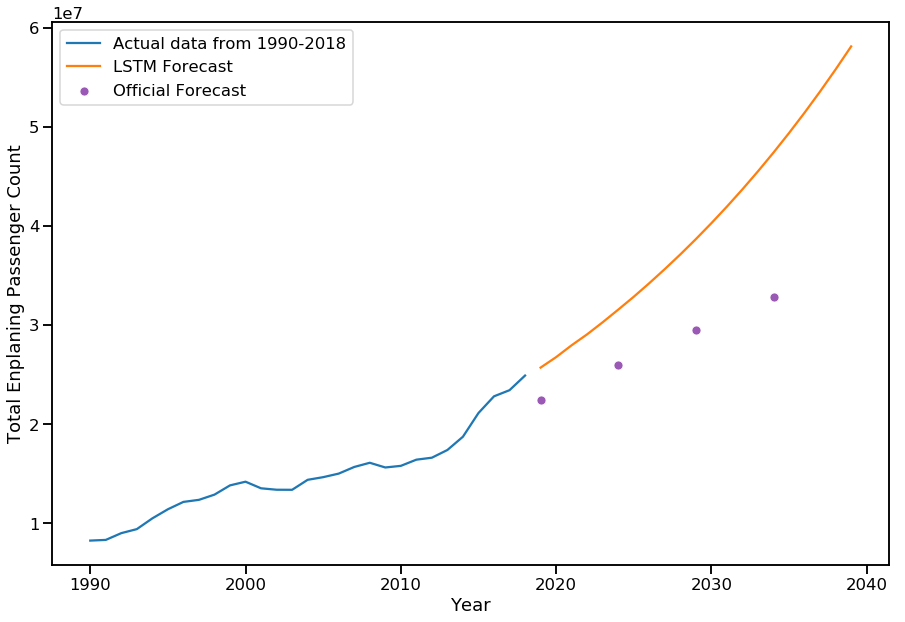 1e7
6
5
4
3
2
1
Total Enplaning Passenger Count
Actual data from 1990-2018
LSTM Forecast
Official Forecast
1990 2000 2010 2020 2030 2040
Year